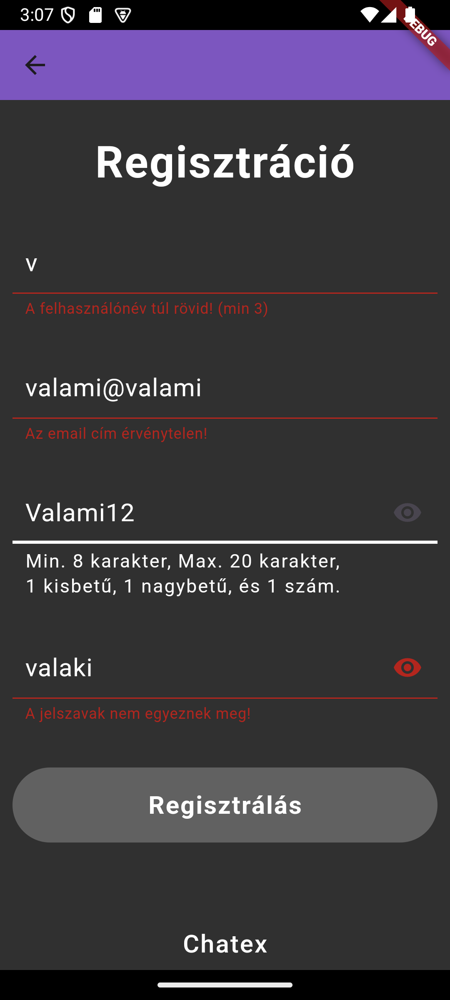 3:07
DEBUG
Regisztráció
v
A felhasználónév túl rövid! (min 3)
valami@valami
Az email cím érvénytelen!
Valami12
Min. 8 karakter, Max. 20 karakter,
1 kisbetű, 1 nagybetű, és 1 szám.
valaki
A jelszavak nem egyeznek meg!
Regisztrálás
Chatex